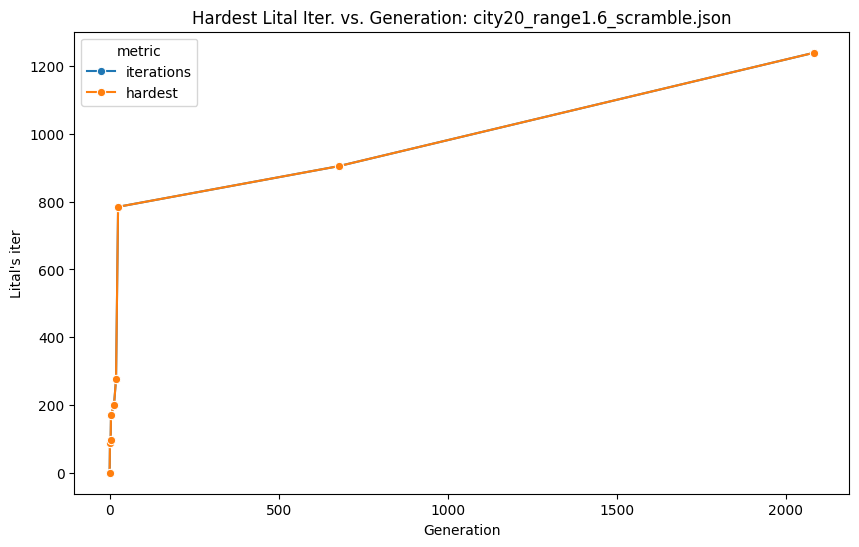 Hardest Lital Iter. vs. Generation: city20_range1.6_scramble.json
metric
iterations
hardest
1200
1000
800
600
400
200
0
Lital's iter
0 500 1000 1500 2000
Generation